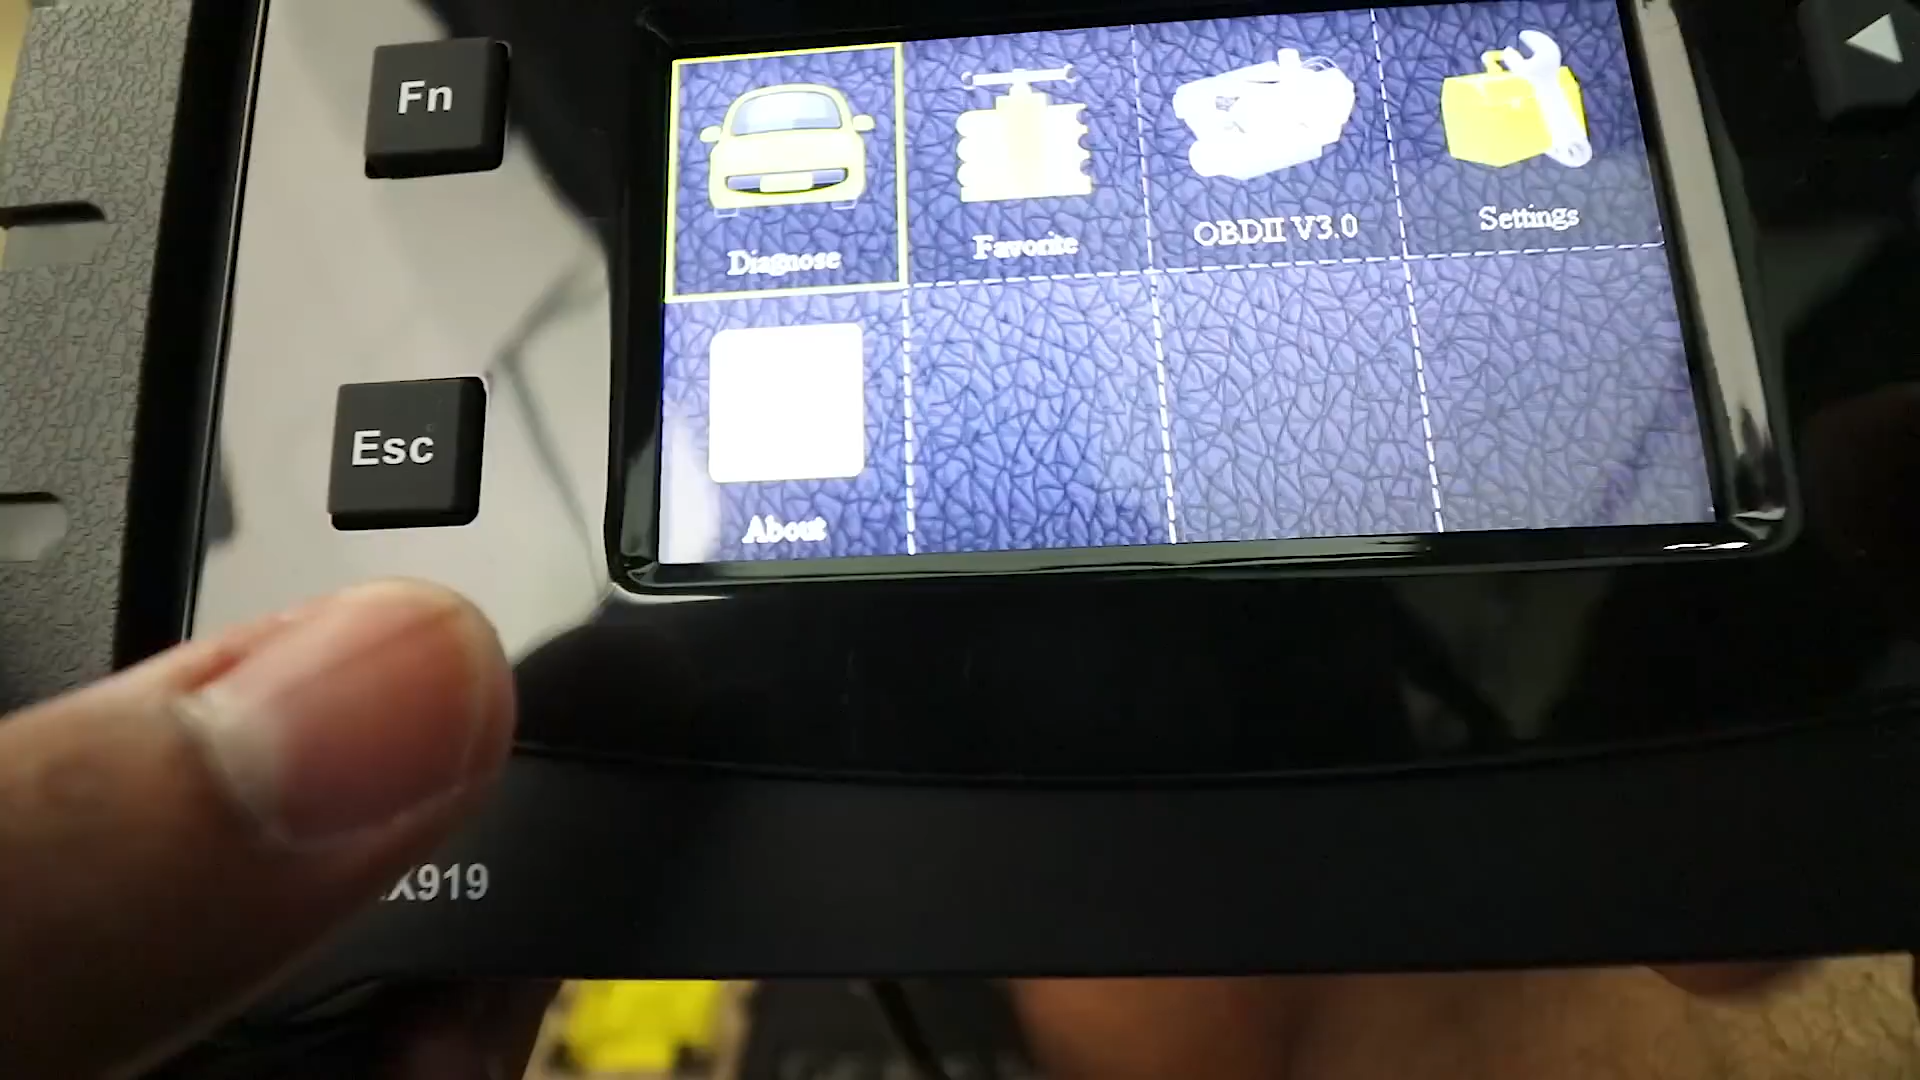 Fn
Diagnose
Favorite
OBDII V3.0
Settings
Esc
About
X919